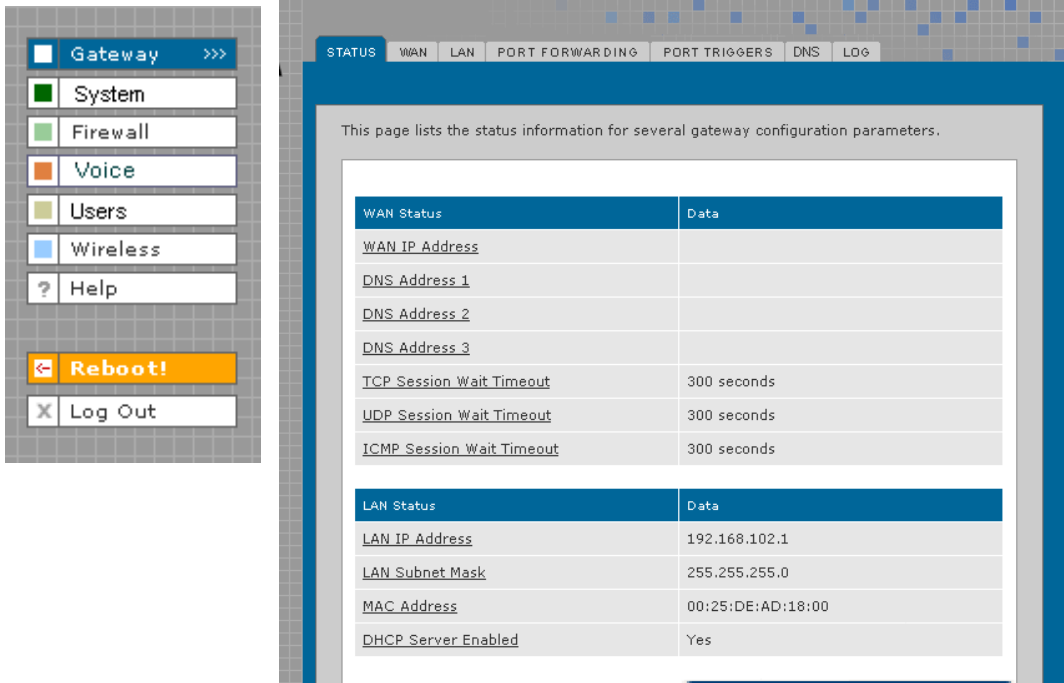 Gateway >>>
System
Firewall
Voice
Users
Wireless
? Help
Reboot!
X Log Out
STATUS WAN LAN PORT FORWARDING PORT TRIGGERS DNS LOG
This page lists the status information for several gateway configuration parameters.
WAN Status Data
WAN IP Address
DNS Address 1
DNS Address 2
DNS Address 3
TCP Session Wait Timeout 300 seconds
UDP Session Wait Timeout 300 seconds
ICMP Session Wait Timeout 300 seconds
LAN Status Data
LAN IP Address 192.168.102.1
LAN Subnet Mask 255.255.255.0
MAC Address 00:25:DE:AD:18:00
DHCP Server Enabled Yes